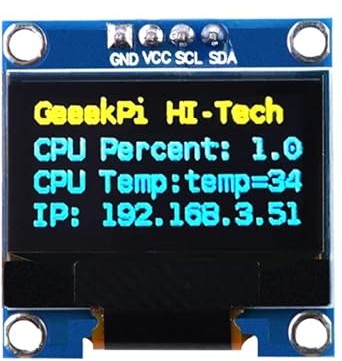 GND VCC SCL SDA
GeeekPi HI-Tech
CPU Percent: 1.0
CPU Temp:temp=34
IP: 192.168.3.51